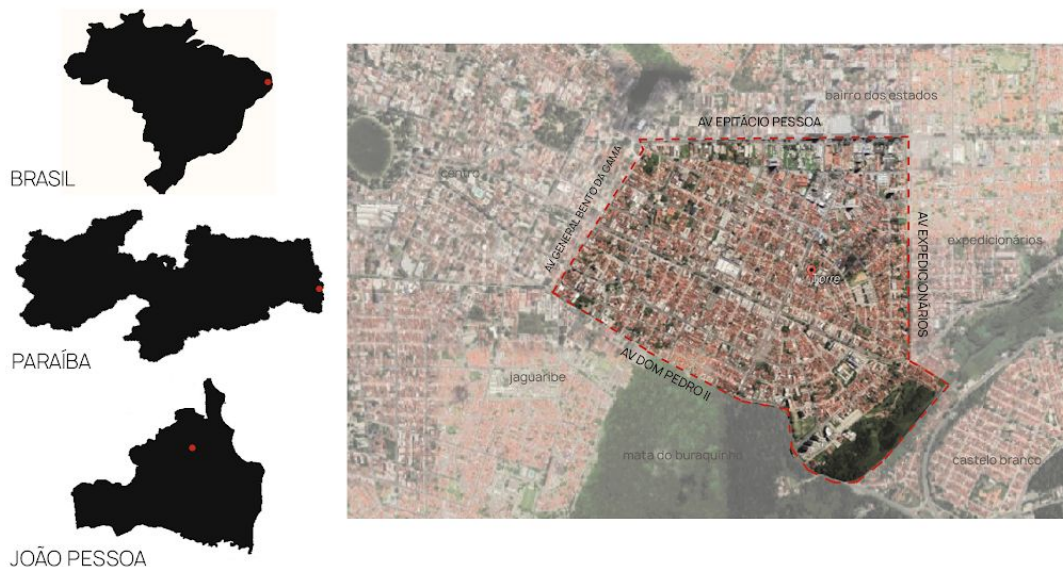 BRASIL
PARAÍBA
JOÃO PESSOA
bairro dos estados
AV EPITÁCIO PESSOA
centro
AV GENERAL BENTO DA GAMA
expedicionários
AV EXPEDICIONÁRIOS
torre
jaguaribe
AV DOM PEDRO II
mata do buraquinho
castelo branco